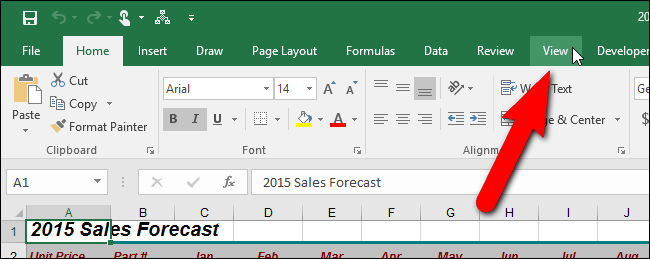 20
File Home Insert Draw Page Layout Formulas Data Review View Developer
Cut
Copy
Format Painter
Paste
Clipboard
Arial 14 A A
B I U A
Font
Text
& Center
Alignm
Ge
$
A1 fx 2015 Sales Forecast
A B C D E F G H I J
1 2015 Sales Forecast
2 Unit Price Part # Jan Feb Mar Apr May Jun Jul Aug